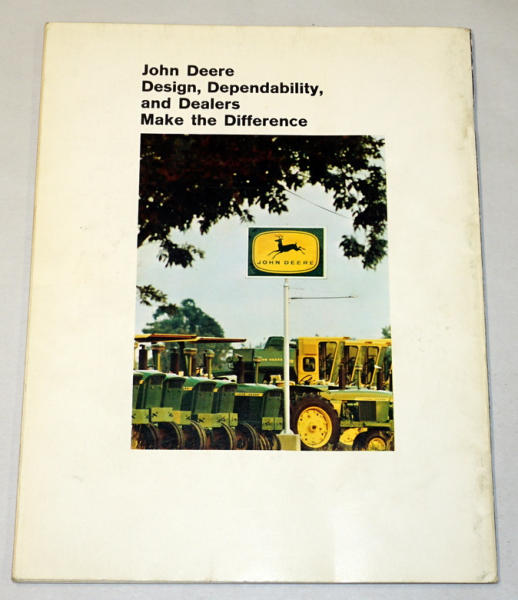 John Deere
Design, Dependability,
and Dealers
Make the Difference
JOHN DEERE